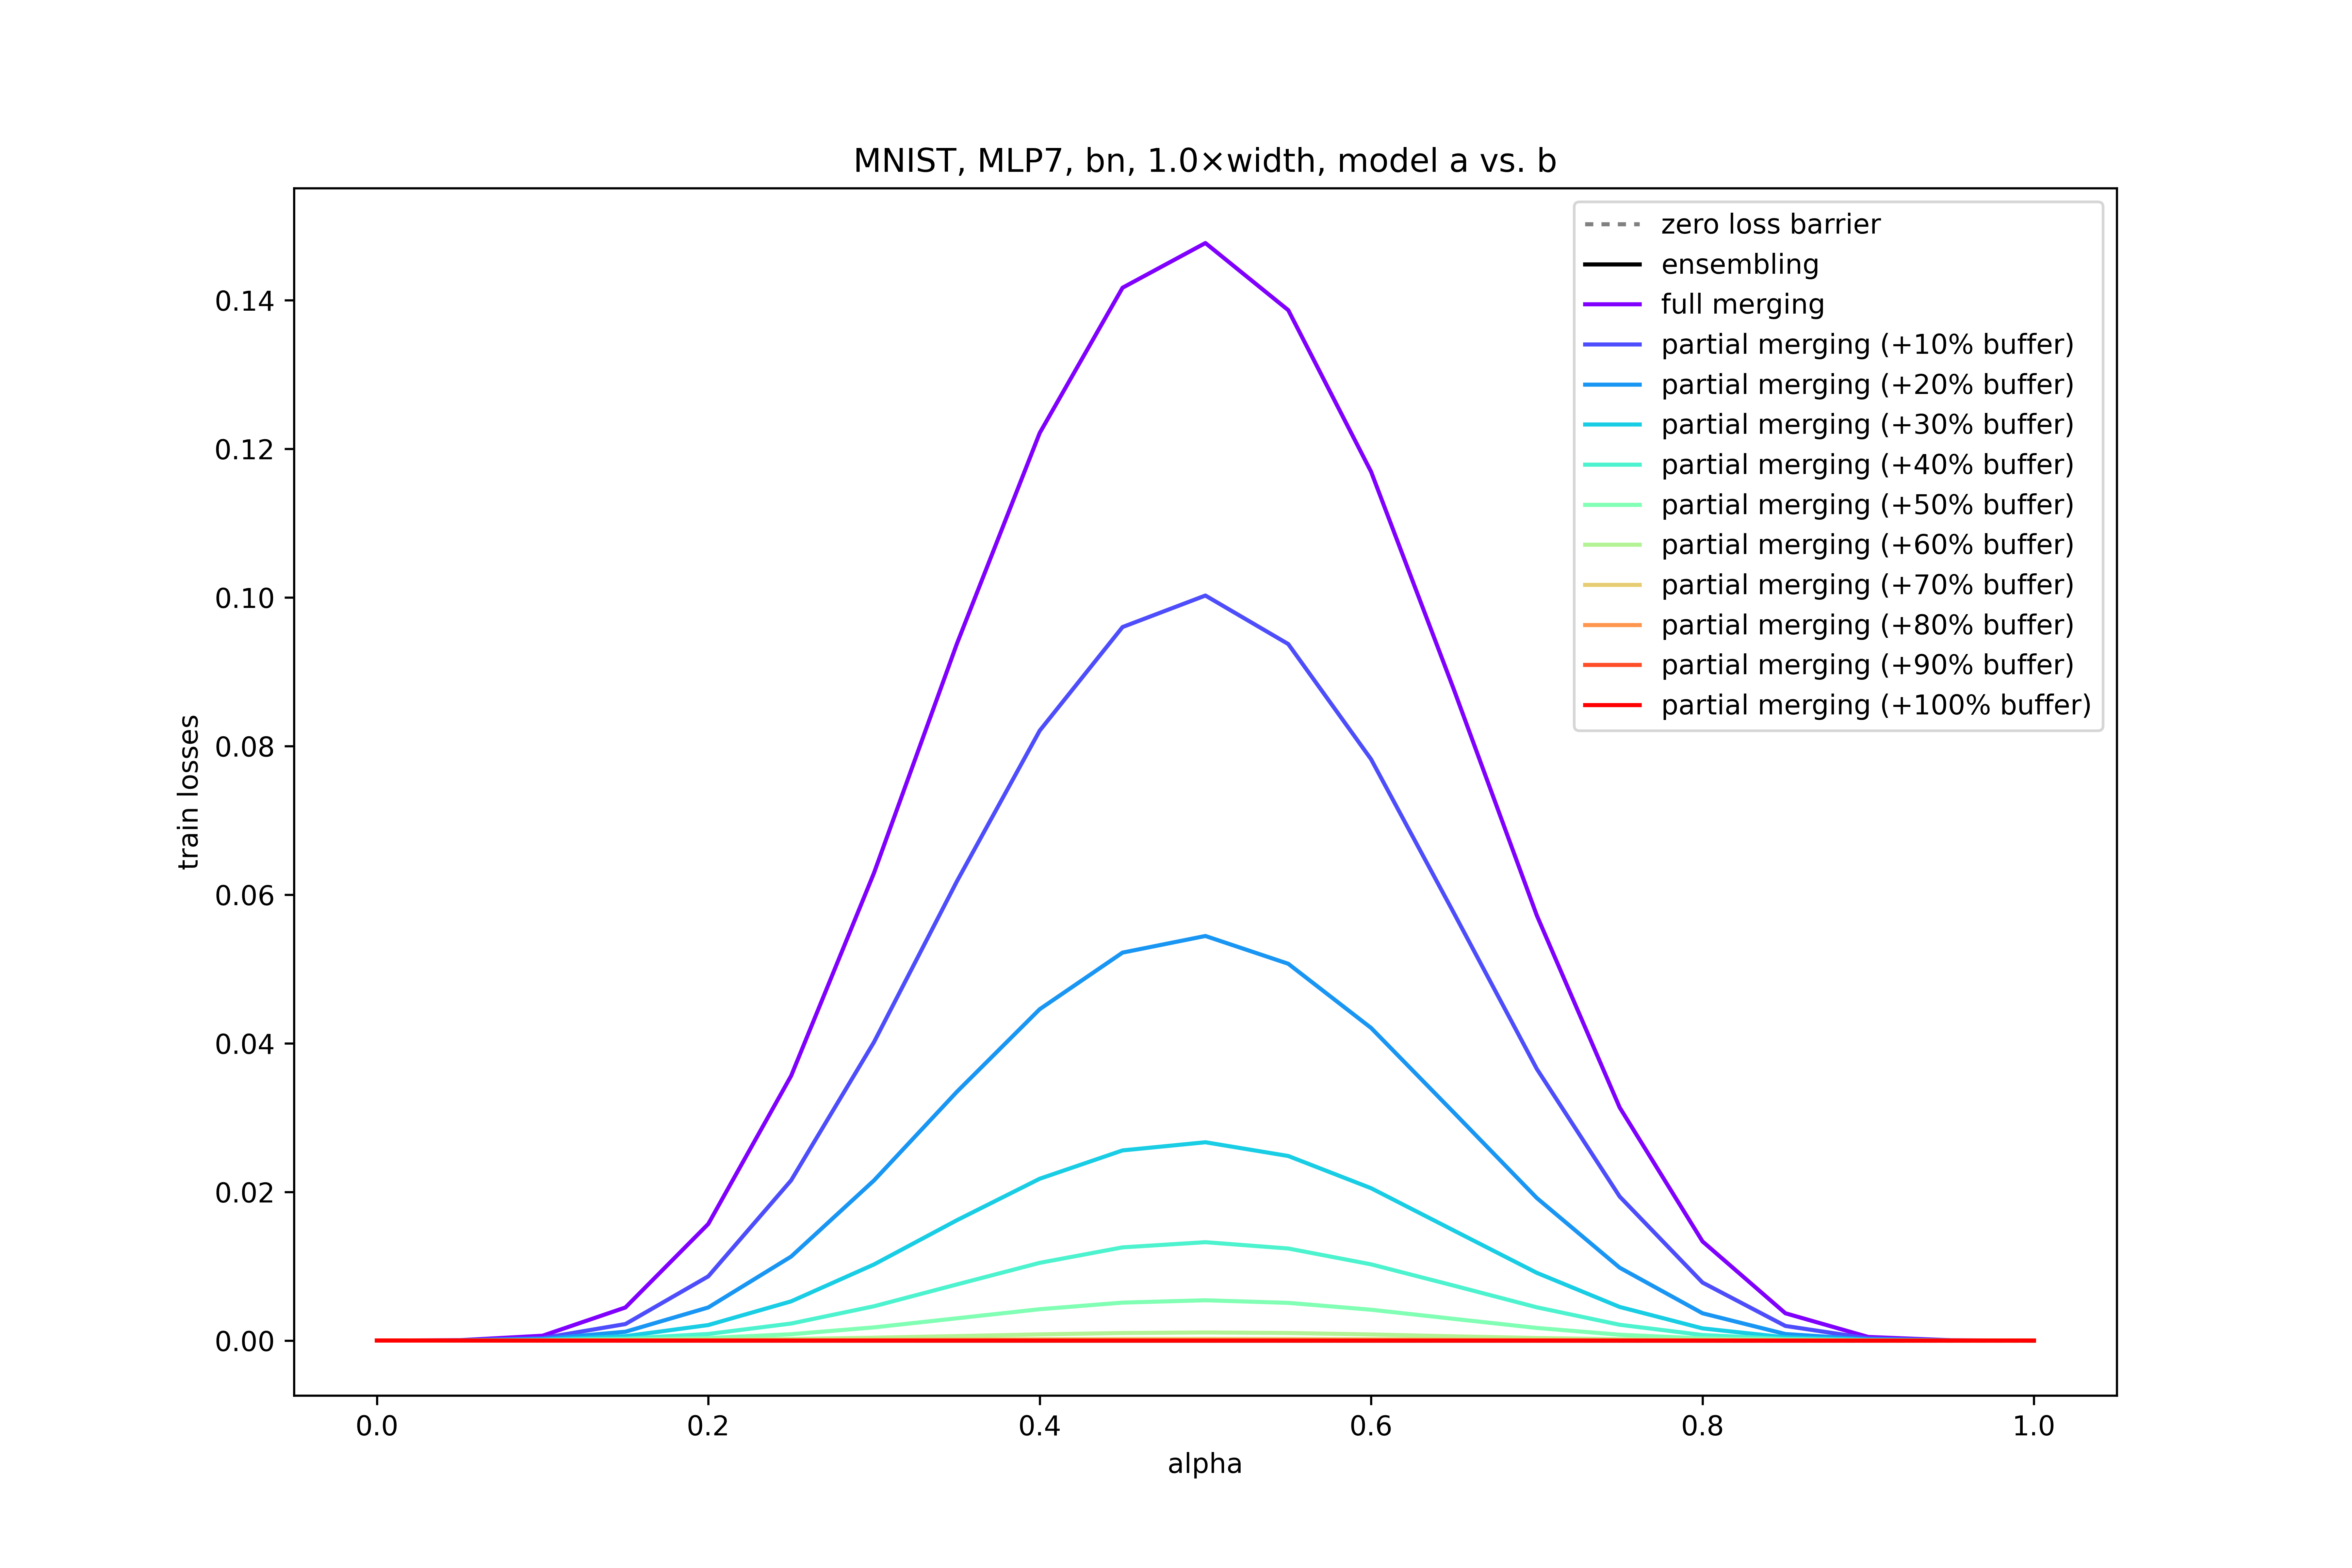 MNIST, MLP7, bn, 1.0×width, model a vs. b
zero loss barrier
ensembling
full merging
partial merging (+10% buffer)
partial merging (+20% buffer)
partial merging (+30% buffer)
partial merging (+40% buffer)
partial merging (+50% buffer)
partial merging (+60% buffer)
partial merging (+70% buffer)
partial merging (+80% buffer)
partial merging (+90% buffer)
partial merging (+100% buffer)
train losses
0.14
0.12
0.10
0.08
0.06
0.04
0.02
0.00
0.0 0.2 0.4 0.6 0.8 1.0
alpha